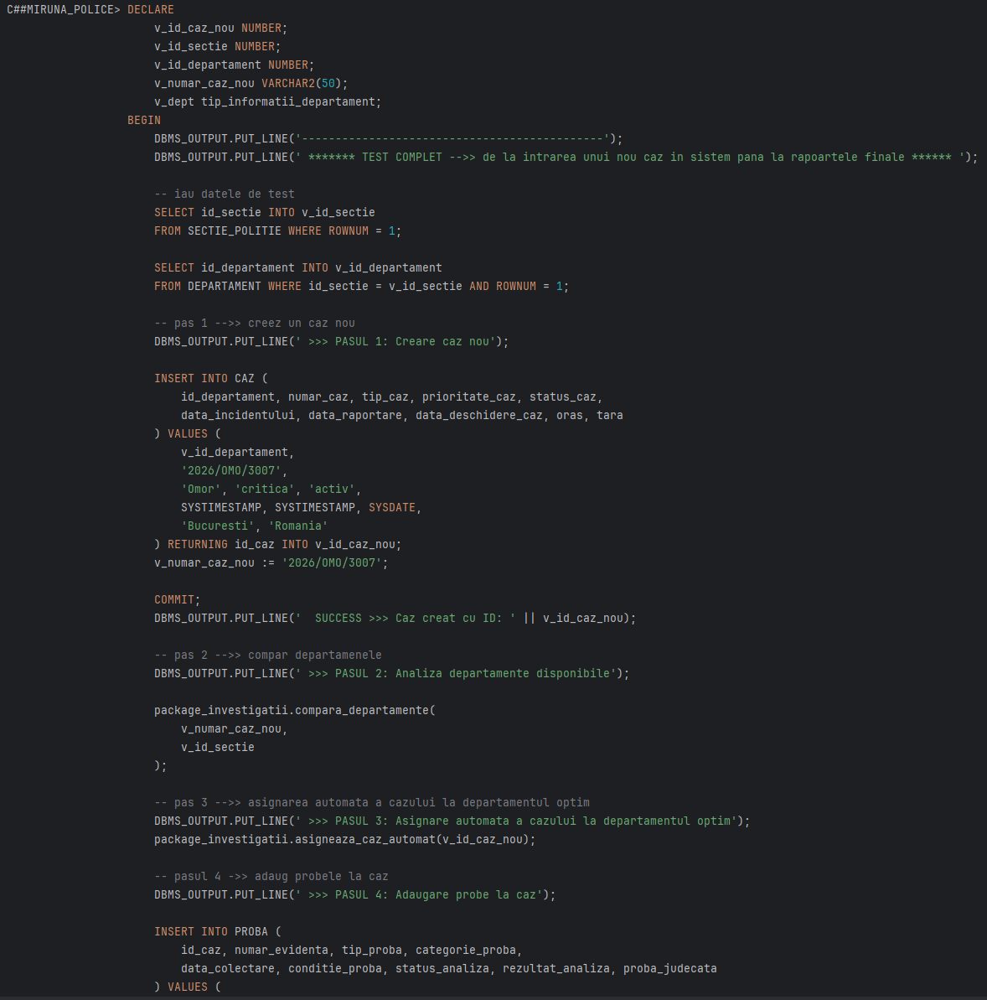 C##MIRUNA_POLICE> DECLARE
v_id_caz_nou NUMBER;
v_id_sectie NUMBER;
v_id_departament NUMBER;
v_numar_caz_nou VARCHAR2(50);
v_dept tip_informatii_departament;
BEGIN
DBMS_OUTPUT.PUT_LINE('---------------------------------------------');
DBMS_OUTPUT.PUT_LINE(' ******* TEST COMPLET -->> de la intrarea unui nou caz in sistem pana la rapoartele finale ****** ');
-- iau datele de test
SELECT id_sectie INTO v_id_sectie
FROM SECTIE_POLITIE WHERE ROWNUM = 1;
SELECT id_departament INTO v_id_departament
FROM DEPARTAMENT WHERE id_sectie = v_id_sectie AND ROWNUM = 1;
-- pas 1 -->> creez un caz nou
DBMS_OUTPUT.PUT_LINE(' >>> PASUL 1: Creare caz nou');
INSERT INTO CAZ (
id_departament, numar_caz, tip_caz, prioritate_caz, status_caz,
data_incidentului, data_raportare, data_deschidere_caz, oras, tara
) VALUES (
v_id_departament,
'2026/OMO/3007',
'Omor', 'critica', 'activ',
SYSTIMESTAMP, SYSTIMESTAMP, SYSDATE,
'Bucuresti', 'Romania'
) RETURNING id_caz INTO v_id_caz_nou;
v_numar_caz_nou := '2026/OMO/3007';
COMMIT;
DBMS_OUTPUT.PUT_LINE('  SUCCESS >>> Caz creat cu ID: ' || v_id_caz_nou);
-- pas 2 -->> compar departamenele
DBMS_OUTPUT.PUT_LINE(' >>> PASUL 2: Analiza departamente disponibile');
package_investigatii.compara_departamente(
v_numar_caz_nou,
v_id_sectie
);
-- pas 3 -->> asignarea automata a cazului la departamentul optim
DBMS_OUTPUT.PUT_LINE(' >>> PASUL 3: Asignare automata a cazului la departamentul optim');
package_investigatii.asigneaza_caz_automat(v_id_caz_nou);
-- pasul 4 ->> adaug probele la caz
DBMS_OUTPUT.PUT_LINE(' >>> PASUL 4: Adaugare probe la caz');
INSERT INTO PROBA (
id_caz, numar_evidenta, tip_proba, categorie_proba,
data_colectare, conditie_proba, status_analiza, rezultat_analiza, proba_judecata
) VALUES (